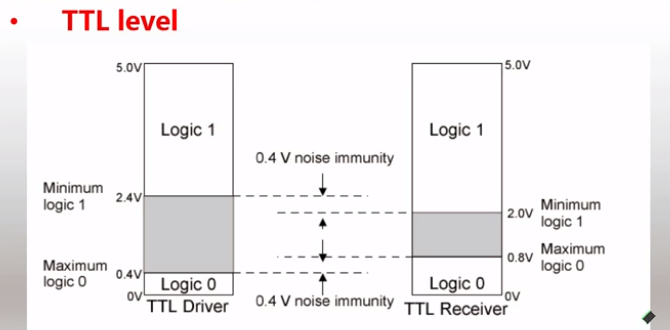 • TTL level
5.0V
5.0V
Logic 1
Logic 1
0.4 V noise immunity
Minimum
logic 1
2.4V
2.0V
Minimum
logic 1
0.8V
Maximum
logic 0
Maximum
logic 0
0.4V
Logic 0
Logic 0
0V
0V
TTL Driver
0.4 V noise immunity
TTL Receiver